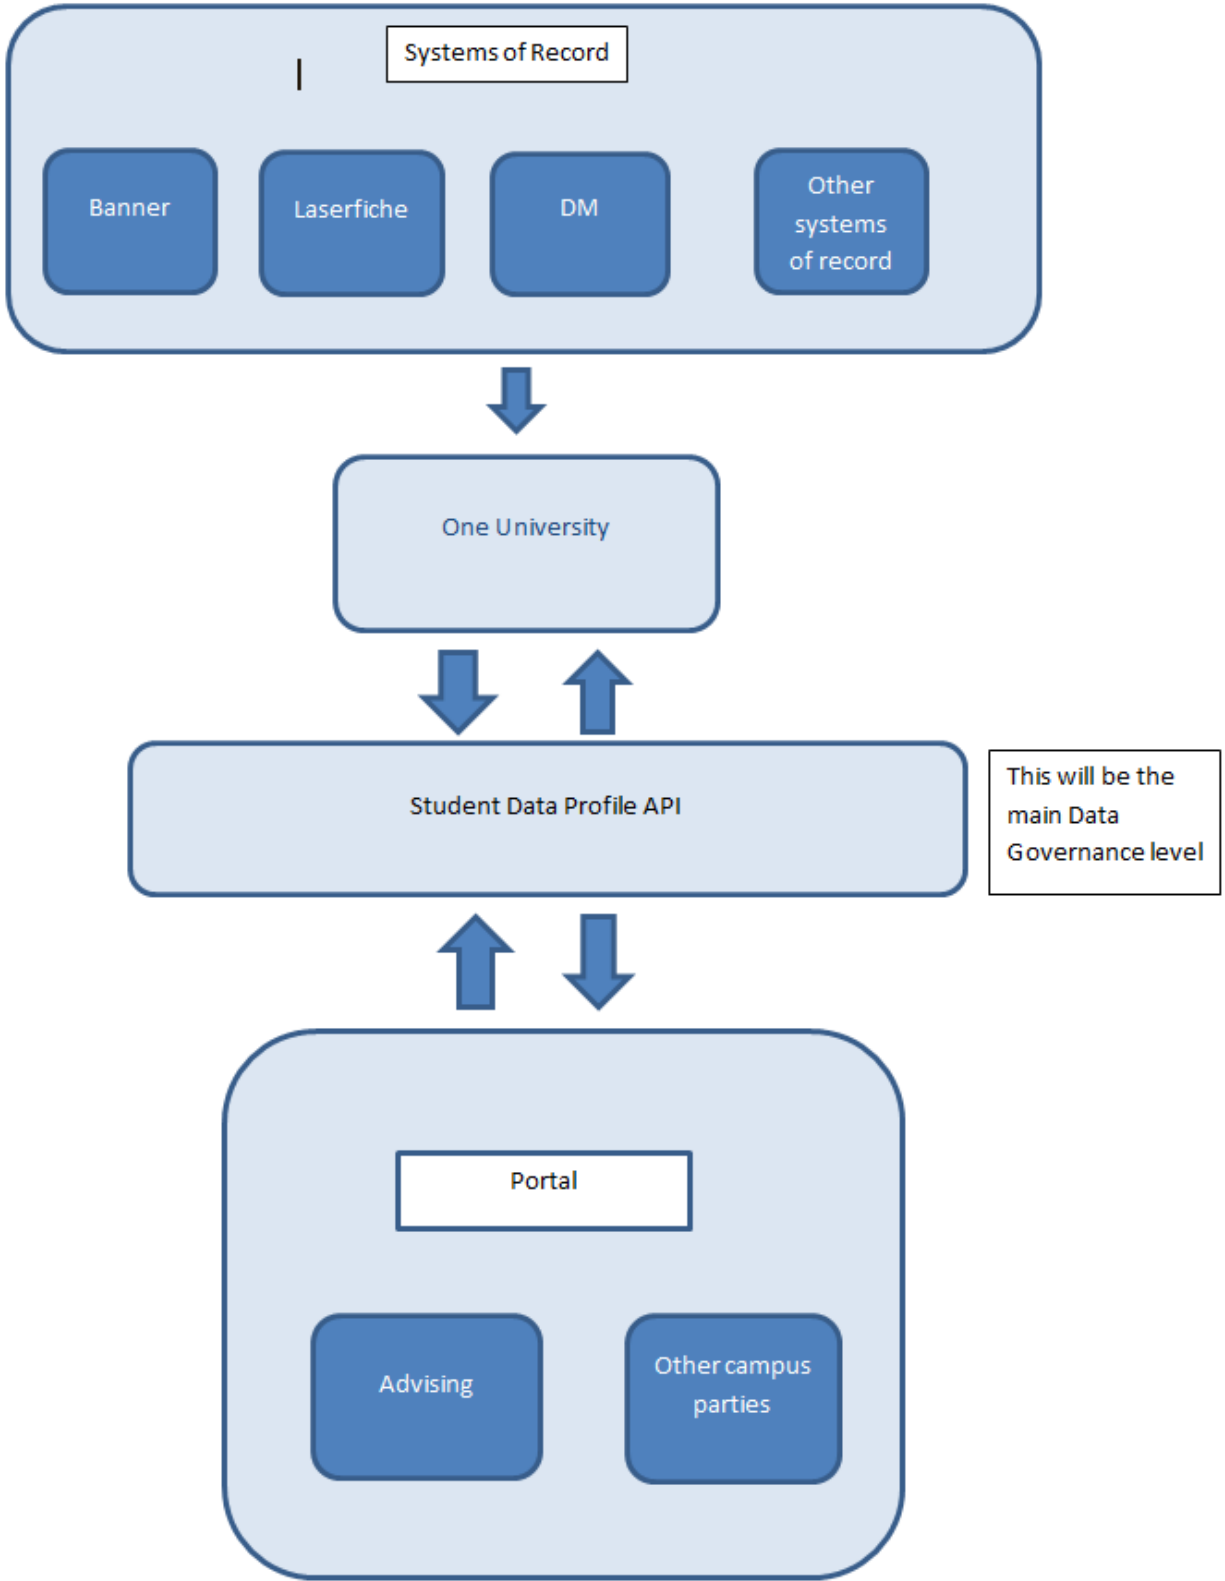 Systems of Record
Banner
Laserfiche
DM
Other
systems
of record
One University
Student Data Profile API
This will be the
main Data
Governance level
Portal
Advising
Other campus
parties